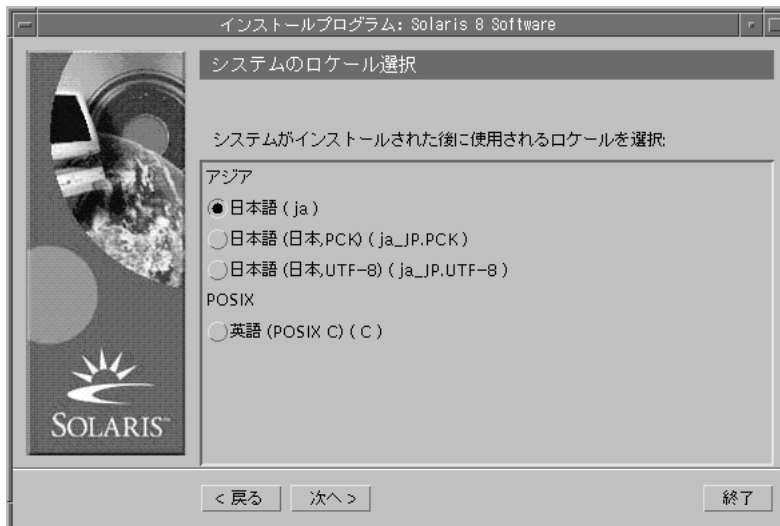 インストールプログラム: Solaris 8 Software
システムのロケール選択
システムがインストールされた後に使用されるロケールを選択:
アジア
日本語 ( ja )
日本語 (日本,PCK) ( ja_JP.PCK )
日本語 (日本,UTF-8) ( ja_JP.UTF-8 )
POSIX
英語 (POSIX C) ( C )
SOLARIS™
< 戻る
次へ >
終了